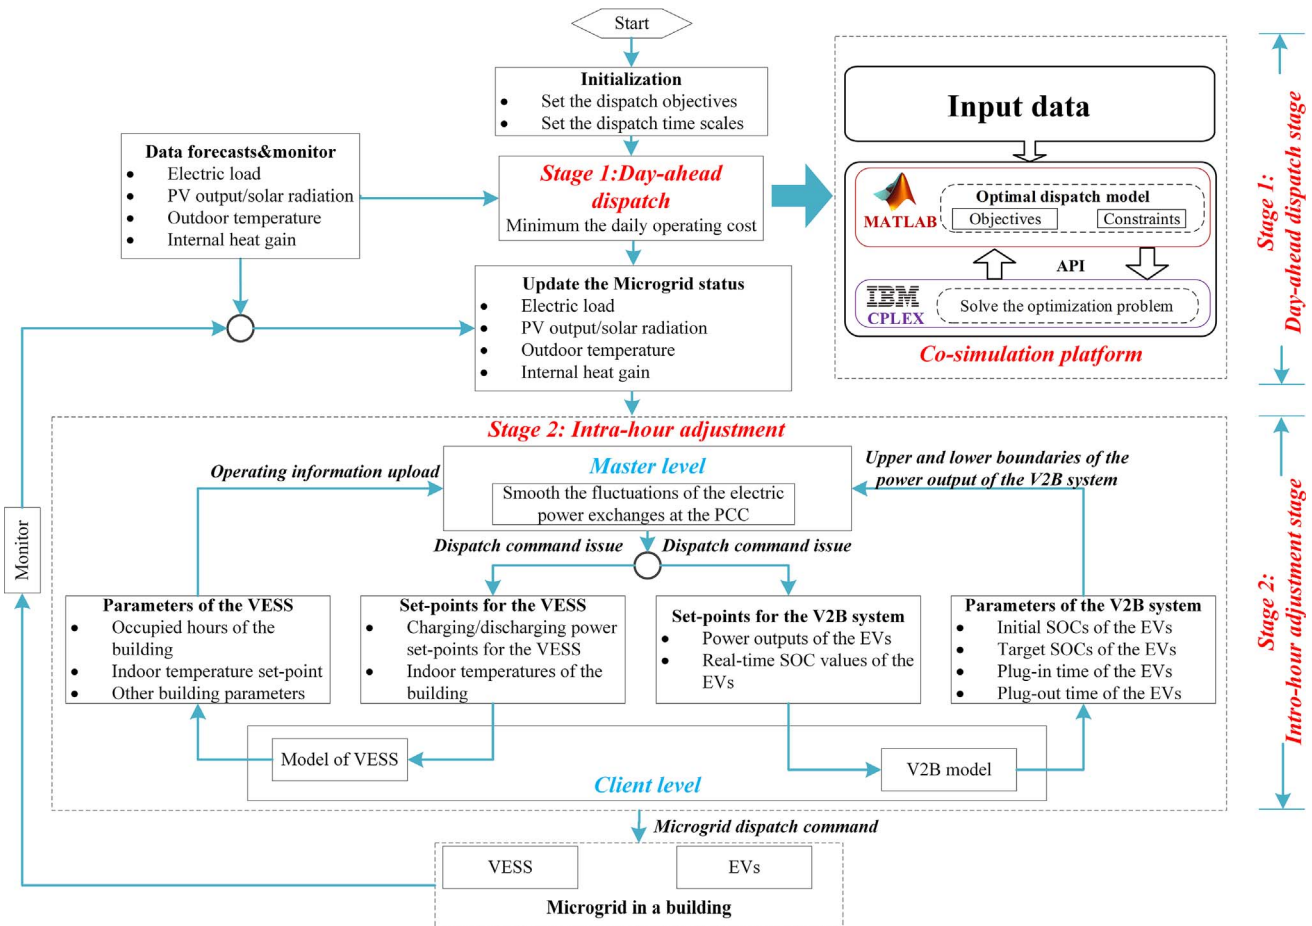 Start
Initialization
• Set the dispatch objectives
• Set the dispatch time scales
Data forecasts&monitor
• Electric load
• PV output/solar radiation
• Outdoor temperature
• Internal heat gain
Stage 1:Day-ahead
dispatch
Minimum the daily operating cost
Update the Microgrid status
• Electric load
• PV output/solar radiation
• Outdoor temperature
• Internal heat gain
Input data
MATLAB
Optimal dispatch model
Objectives
Constraints
API
IBM
CPLEX
Solve the optimization problem
Co-simulation platform
Stage 1:
Day-ahead dispatch stage
Stage 2: Intra-hour adjustment
Master level
Smooth the fluctuations of the electric
power exchanges at the PCC
Operating information upload
Upper and lower boundaries of the
power output of the V2B system
Dispatch command issue
Dispatch command issue
Monitor
Parameters of the VESS
• Occupied hours of the
building
• Indoor temperature set-point
• Other building parameters
Set-points for the VESS
• Charging/discharging power
set-points for the VESS
• Indoor temperatures of the
building
Set-points for the V2B system
• Power outputs of the EVs
• Real-time SOC values of the
EVs
Parameters of the V2B system
• Initial SOCs of the EVs
• Target SOCs of the EVs
• Plug-in time of the EVs
• Plug-out time of the EVs
Model of VESS
V2B model
Client level
Stage 2:
Intro-hour adjustment stage
Microgrid dispatch command
VESS
EVs
Microgrid in a building